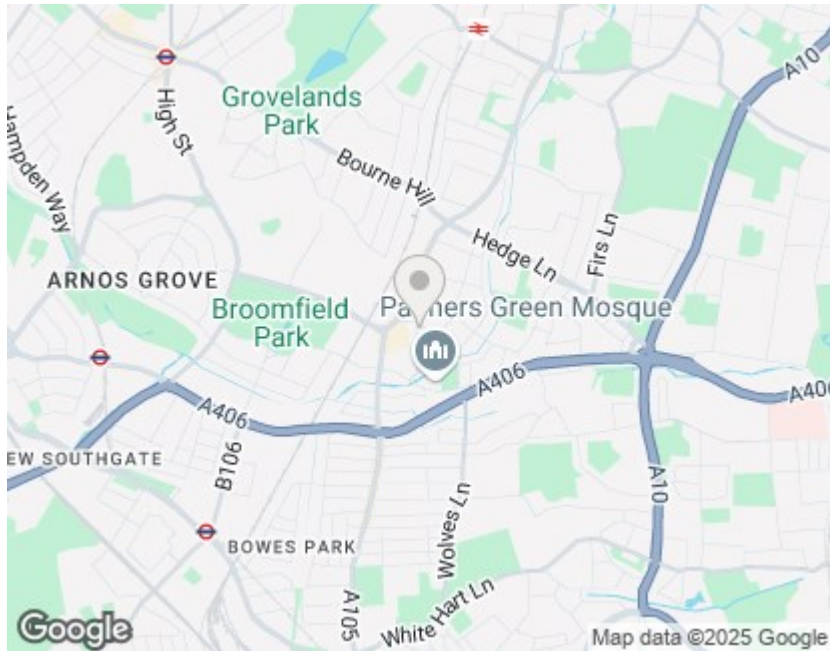 A10
Grovelands
Park
High St
Hampden Way
Bourne Hill
Firs Ln
Hedge Ln
ARNOS GROVE
Broomfield
Park
Palmers Green Mosque
A406
A406
A406
EW SOUTHGATE
B106
A10
Wolves Ln
BOWES PARK
A105
White Hart Ln
Google
Map data ©2025 Google